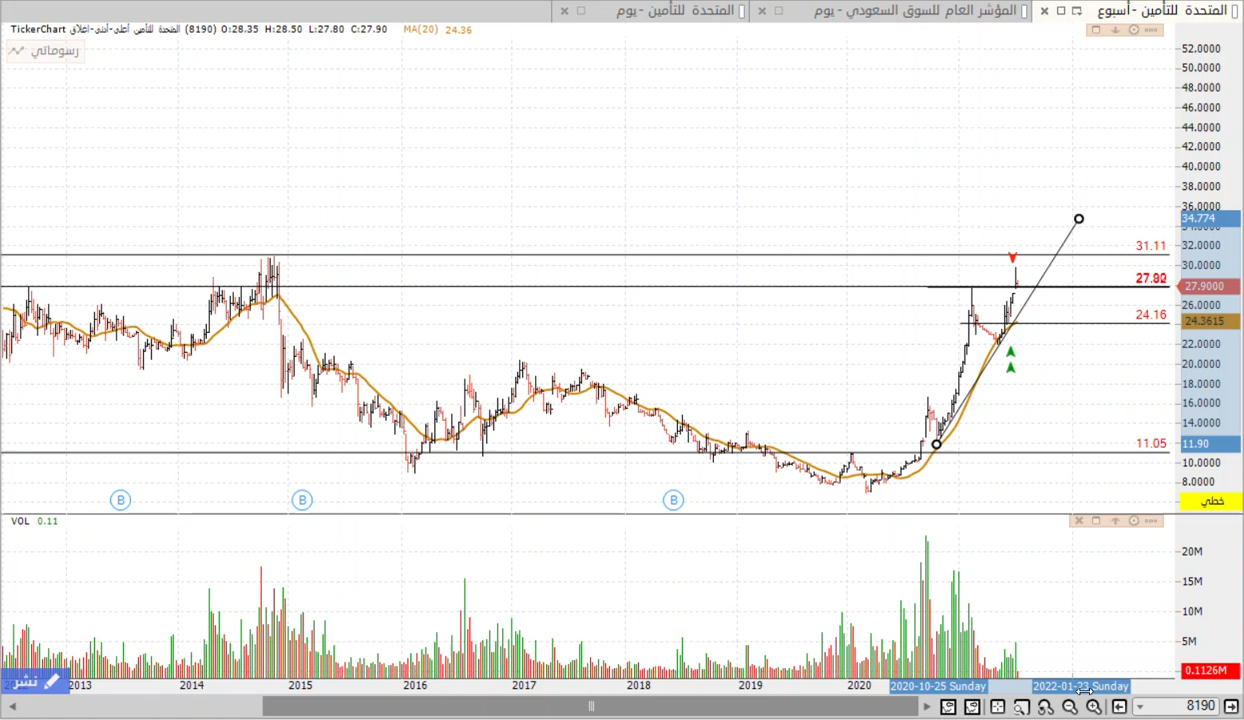 المتحدة للتأمين - أسبوع
المؤشر العام للسوق السعودي - يوم
المتحدة للتأمين - يوم
TickerChart المتحدة للتأمين أعلى-أدنى-إغلاق (8190) O:28.35 H:28.50 L:27.80 C:27.90 MA(20) 24.36
رسوماتي
52.0000
50.0000
48.0000
46.0000
44.0000
42.0000
40.0000
38.0000
36.0000
34.774
31.11
32.0000
30.0000
27.9000
26.0000
24.16
24.3615
22.0000
20.0000
18.0000
16.0000
14.0000
11.05
11.90
10.0000
8.0000
B B B
خطي
VOL 0.11
20M
15M
10M
5M
0.1126M
نشر
2013 2014 2015 2016 2017 2018 2019 2020 2020-10-25 Sunday 2022-01-23 Sunday
8190